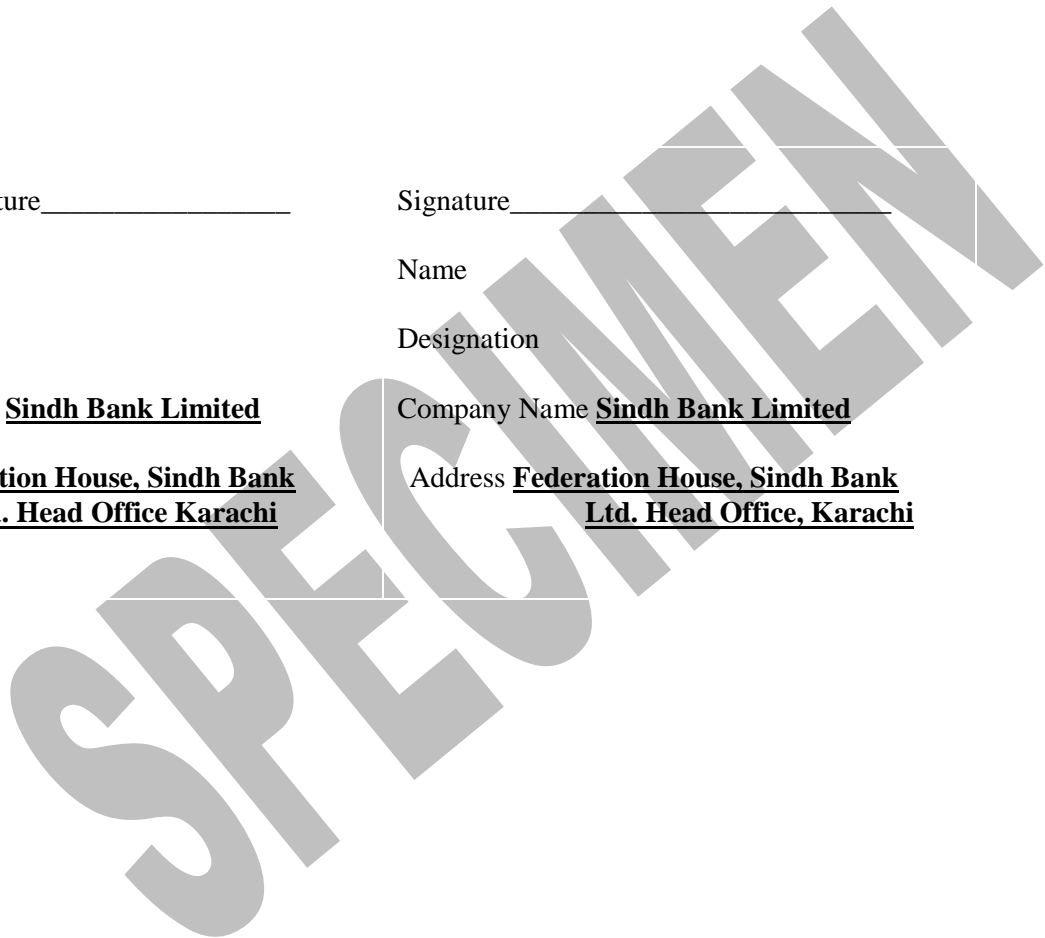 ture_________________ Signature__________________________
Name
Designation
Sindh Bank Limited Company Name Sindh Bank Limited
tion House, Sindh Bank Address Federation House, Sindh Bank
. Head Office Karachi Ltd. Head Office, Karachi
SPECIMEN